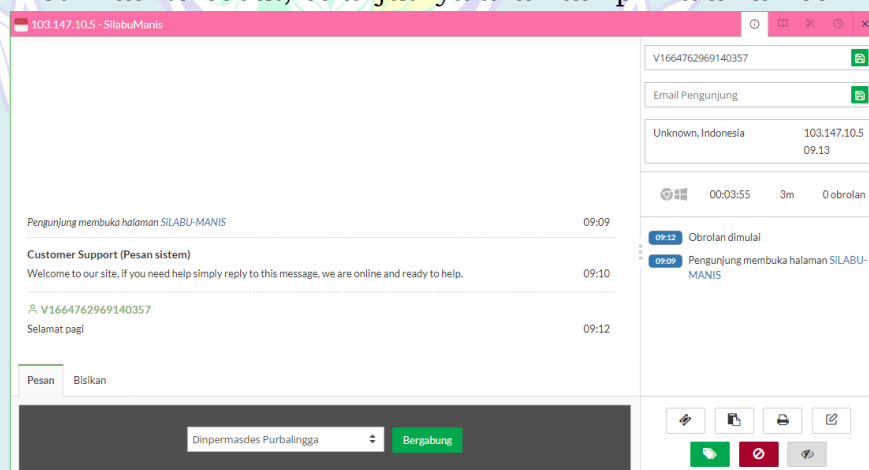 103.147.10.5 - SilabuManis
Pengunjung membuka halaman SiLABU-MANIS 09:09
Customer Support (Pesan sistem)
Welcome to our site, if you need help simply reply to this message, we are online and ready to help. 09:10
V1664762969140357
Selamat pagi 09:12
Pesan Bisikan
Dinpermasdes Purbalingga Bergabung
V1664762969140357
Email Pengunjung
Unknown, Indonesia 103.147.10.5
09.13
00:03:55 3m 0 obrolan
09:12 Obrolan dimulai
09:09 Pengunjung membuka halaman SiLABU-
MANIS